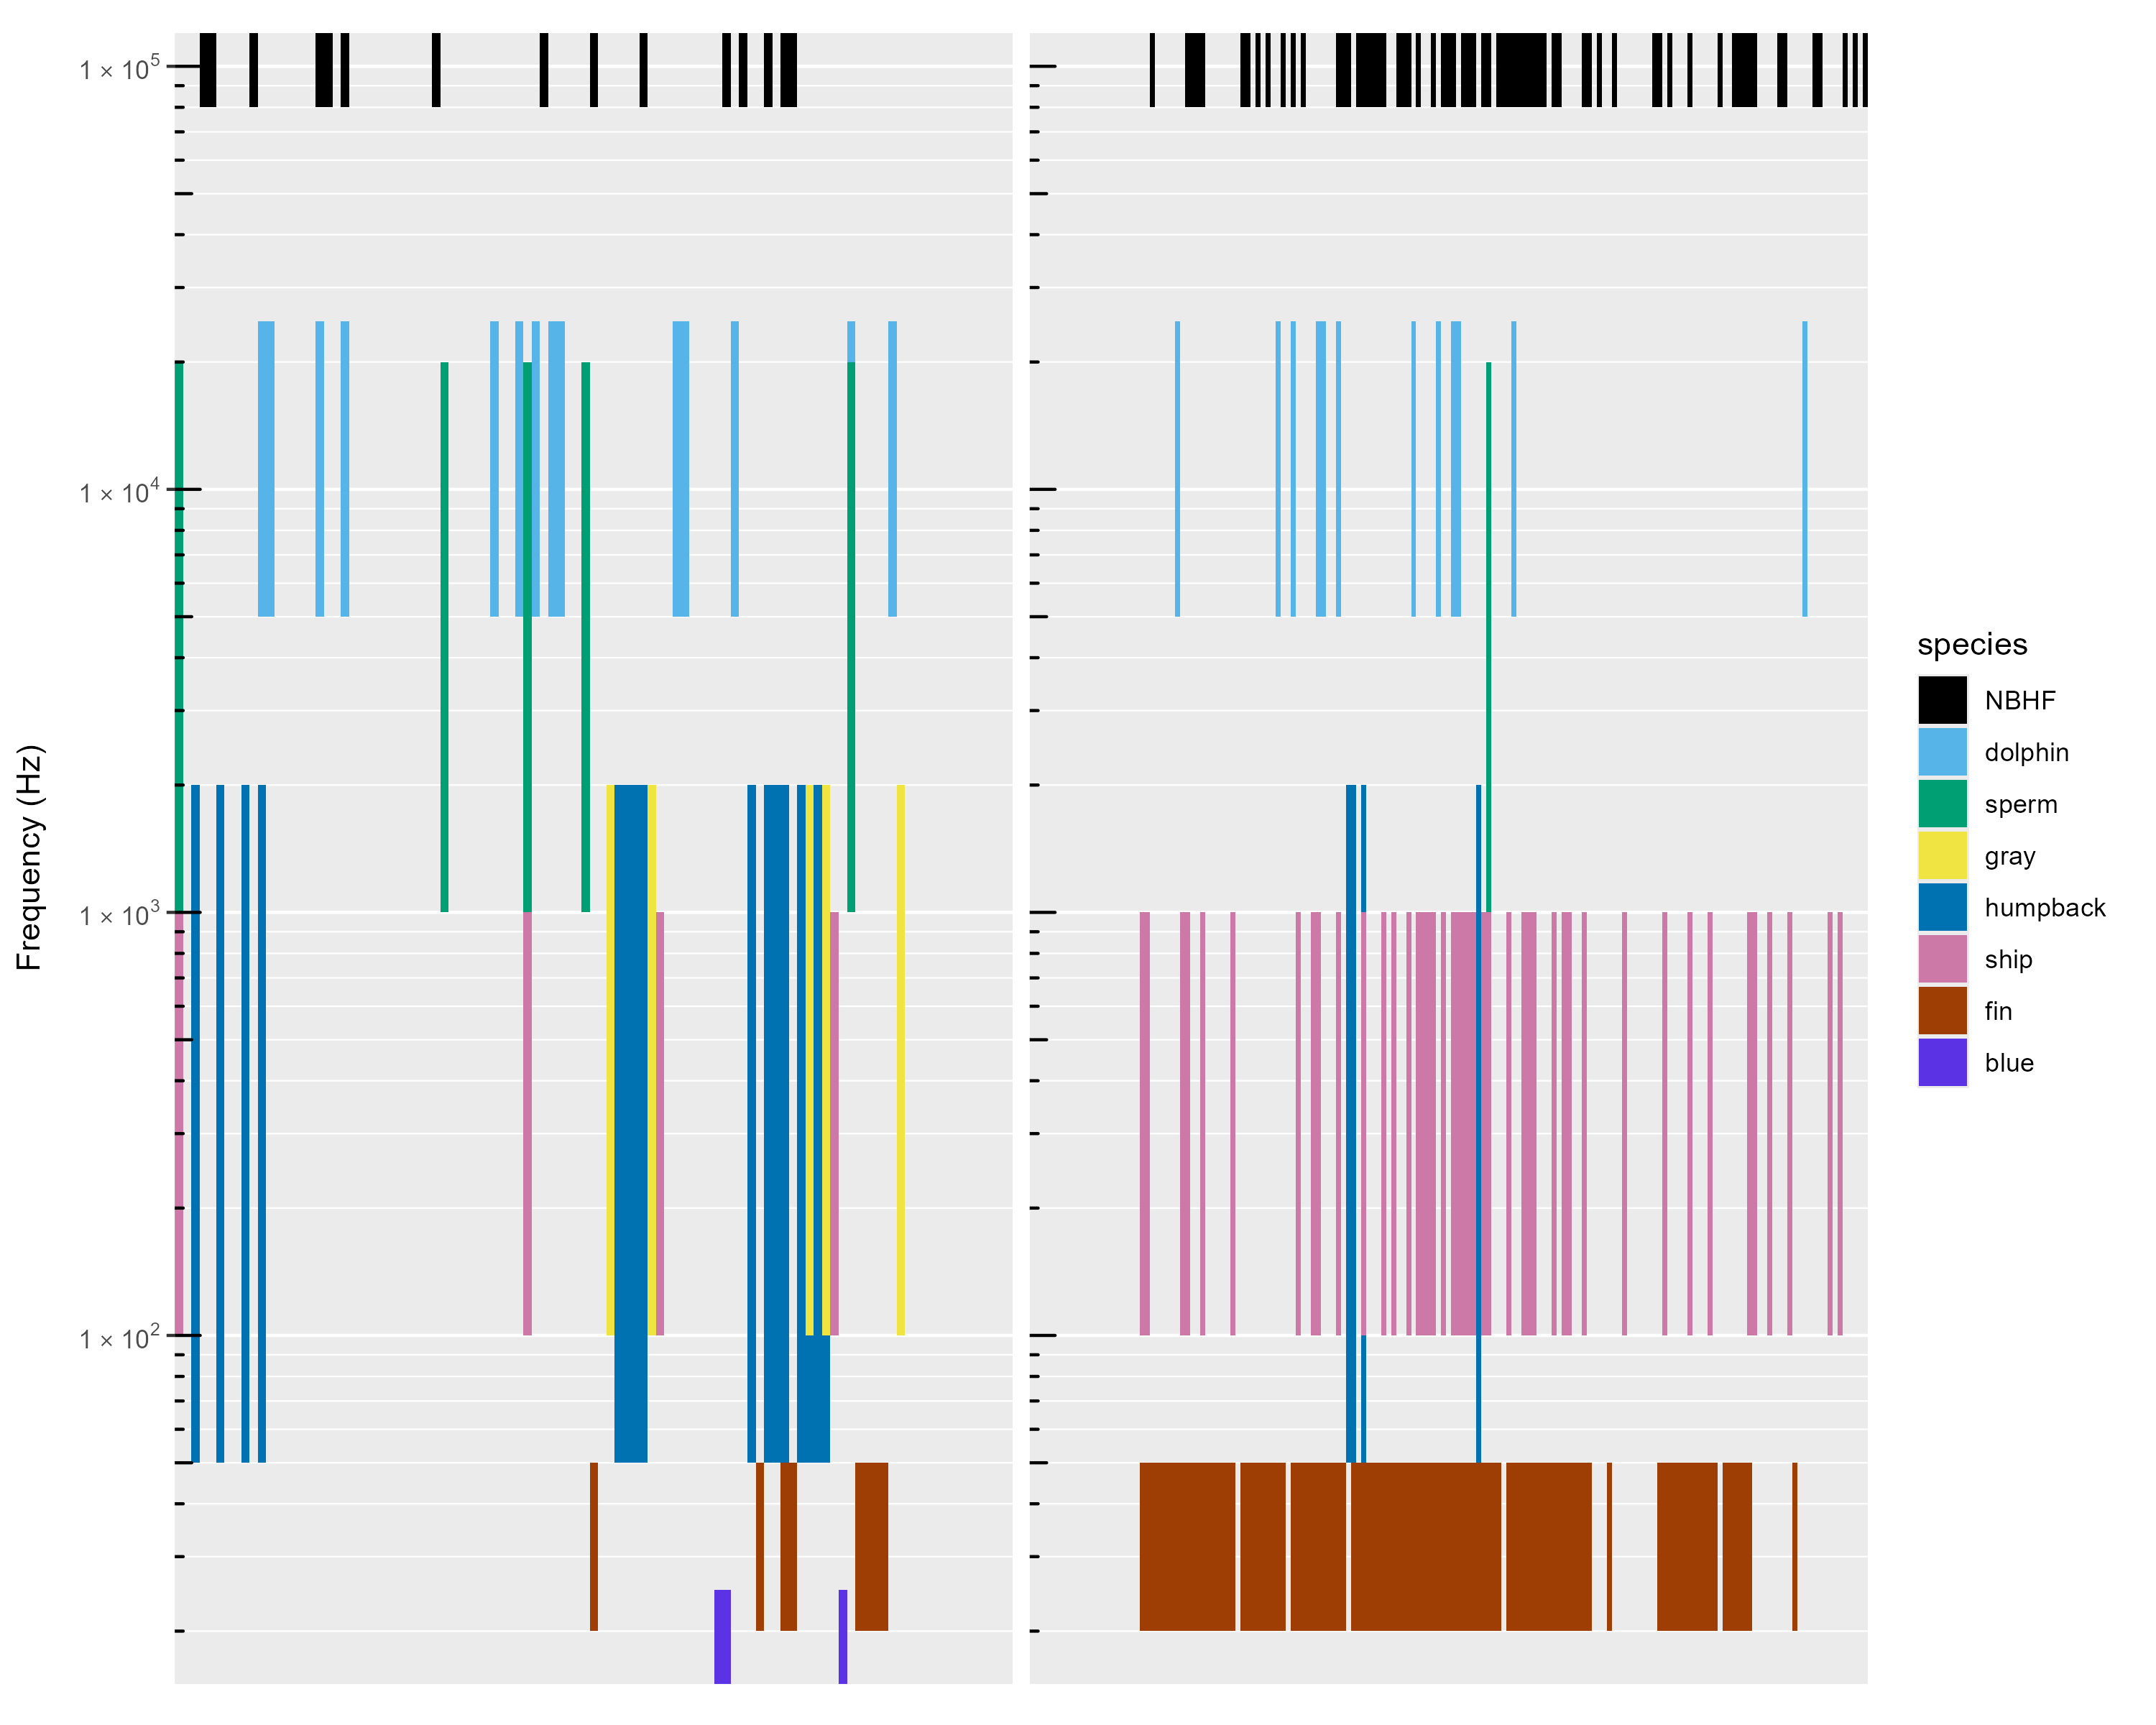 Frequency (Hz)
1 × 10⁵
1 × 10⁴
1 × 10³
1 × 10²
species
NBHF
dolphin
sperm
gray
humpback
ship
fin
blue